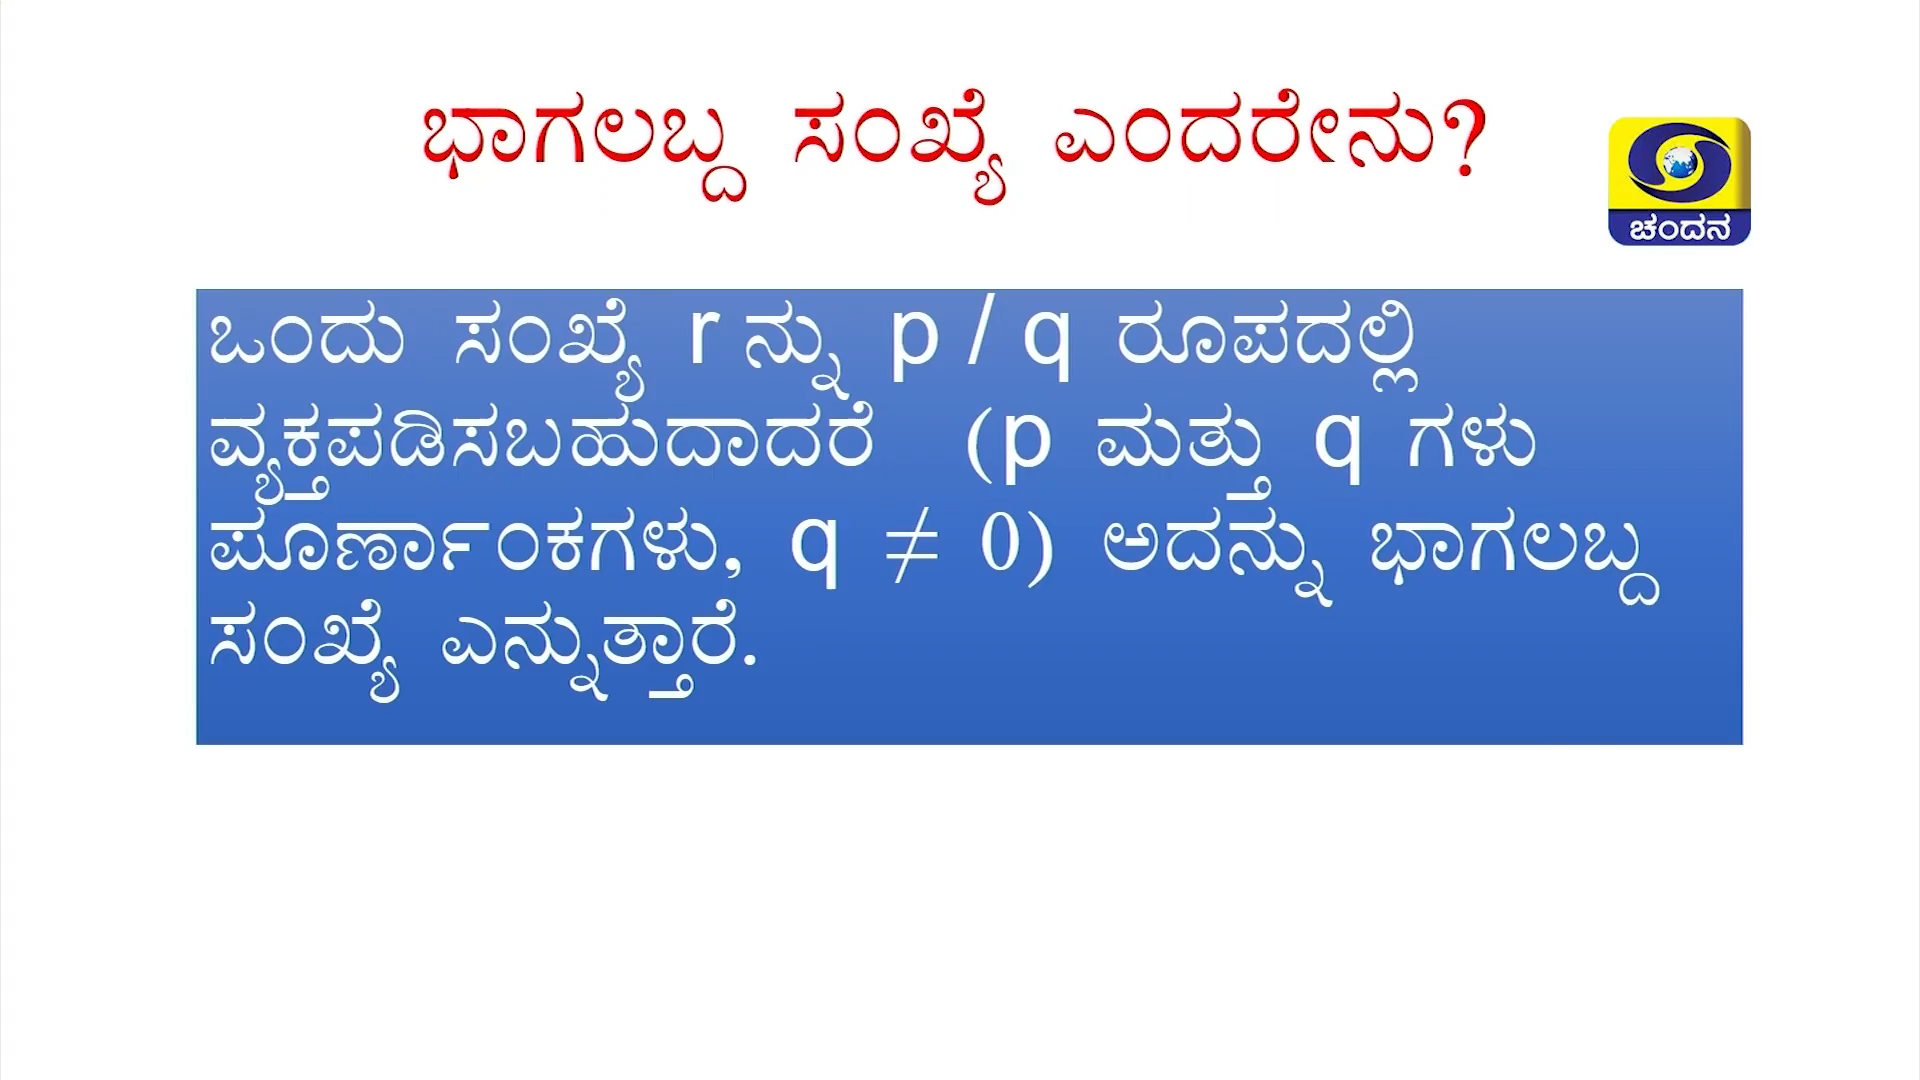 ಭಾಗಲಬ್ದ ಸಂಖ್ಯೆ ಎಂದರೇನು?
ಚಂದನ
ಒಂದು ಸಂಖ್ಯೆ r ನ್ನು p / q ರೂಪದಲ್ಲಿ
ವ್ಯಕ್ತಪಡಿಸಬಹುದಾದರೆ (p ಮತ್ತು q ಗಳು
ಪೂರ್ಣಾಂಕಗಳು, q ≠ 0) ಅದನ್ನು ಭಾಗಲಬ್ದ
ಸಂಖ್ಯೆ ಎನ್ನುತ್ತಾರೆ.